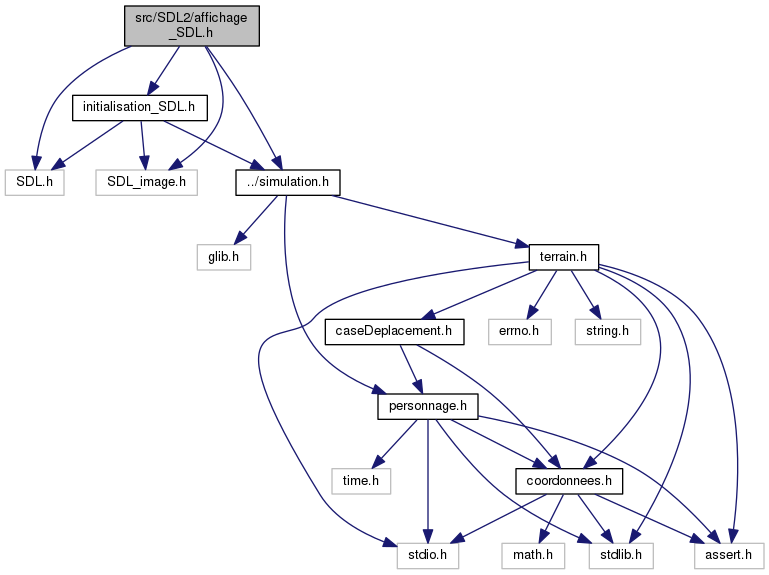 src/SDL2/affichage
_SDL.h
initialisation_SDL.h
SDL.h
SDL_image.h
../simulation.h
glib.h
terrain.h
caseDeplacement.h
errno.h
string.h
personnage.h
time.h
coordonnees.h
stdio.h
math.h
stdlib.h
assert.h